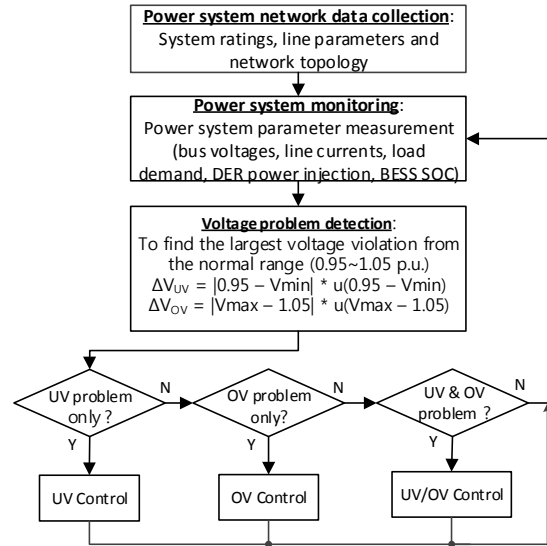 Power system network data collection:
System ratings, line parameters and
network topology
Power system monitoring:
Power system parameter measurement
(bus voltages, line currents, load
demand, DER power injection, BESS SOC)
Voltage problem detection:
To find the largest voltage violation from
the normal range (0.95~1.05 p.u.)
ΔVUV = |0.95 – Vmin| * u(0.95 – Vmin)
ΔVOV = |Vmax – 1.05| * u(Vmax – 1.05)
UV problem
only?
N
Y
OV problem
only?
N
Y
UV & OV
problem ?
N
Y
UV Control
OV Control
UV/OV Control